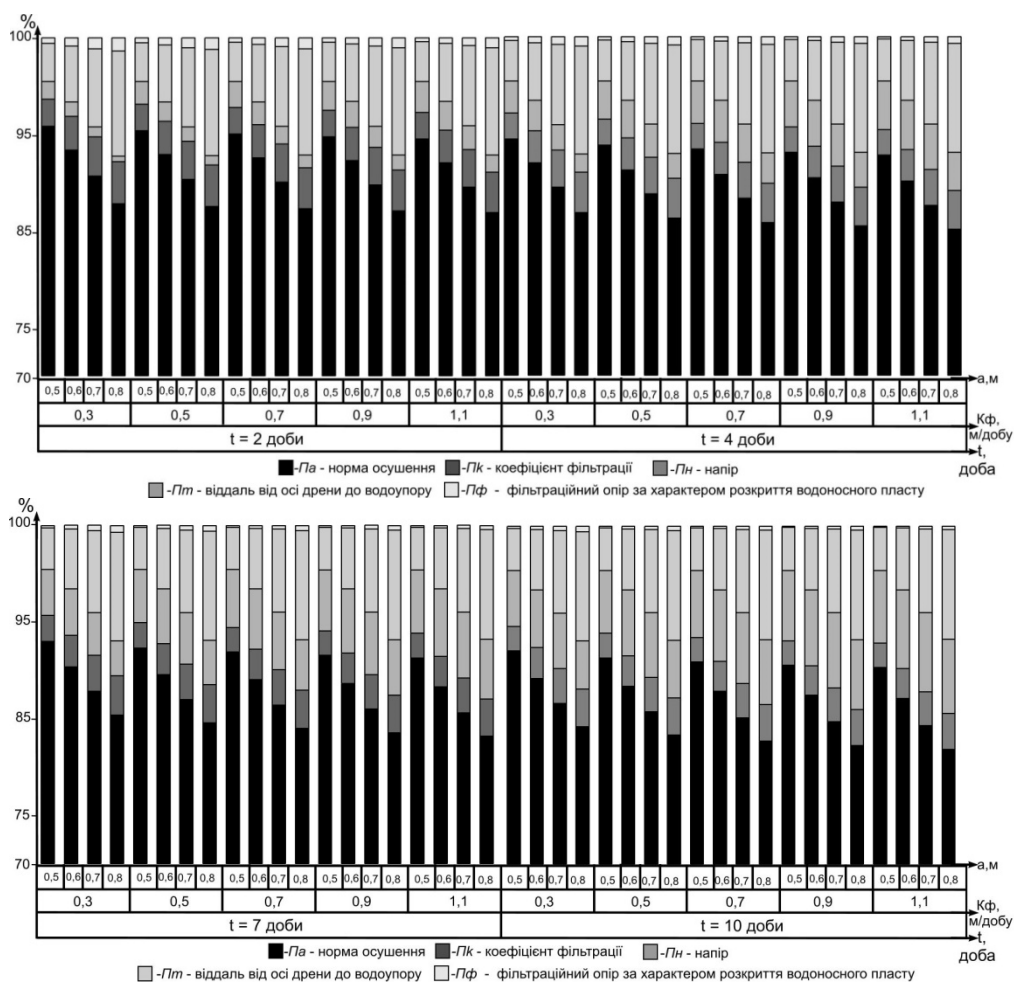 %
100
95
85
75
70
0,5 0,6 0,7 0,8 0,5 0,6 0,7 0,8 0,5 0,6 0,7 0,8 0,5 0,6 0,7 0,8 0,5 0,6 0,7 0,8 0,5 0,6 0,7 0,8 0,5 0,6 0,7 0,8 0,5 0,6 0,7 0,8 0,5 0,6 0,7 0,8 0,5 0,6 0,7 0,8 а,м
0,3 0,5 0,7 0,9 1,1 0,3 0,5 0,7 0,9 1,1 Кф,
м/добу
t = 2 доби t = 4 доби t,
доба
-Па - норма осушення -Пk - коефіцієнт фільтрації -Пн - напір
-Пт - віддаль від осі дрени до водоупору -Пф - фільтраційний опір за характером розкриття водоносного пласту
%
100
95
85
75
70
0,5 0,6 0,7 0,8 0,5 0,6 0,7 0,8 0,5 0,6 0,7 0,8 0,5 0,6 0,7 0,8 0,5 0,6 0,7 0,8 0,5 0,6 0,7 0,8 0,5 0,6 0,7 0,8 0,5 0,6 0,7 0,8 0,5 0,6 0,7 0,8 0,5 0,6 0,7 0,8 а,м
0,3 0,5 0,7 0,9 1,1 0,3 0,5 0,7 0,9 1,1 Кф,
м/добу
t = 7 доби t = 10 доби t,
доба
-Па - норма осушення -Пk - коефіцієнт фільтрації -Пн - напір
-Пт - віддаль від осі дрени до водоупору -Пф - фільтраційний опір за характером розкриття водоносного пласту